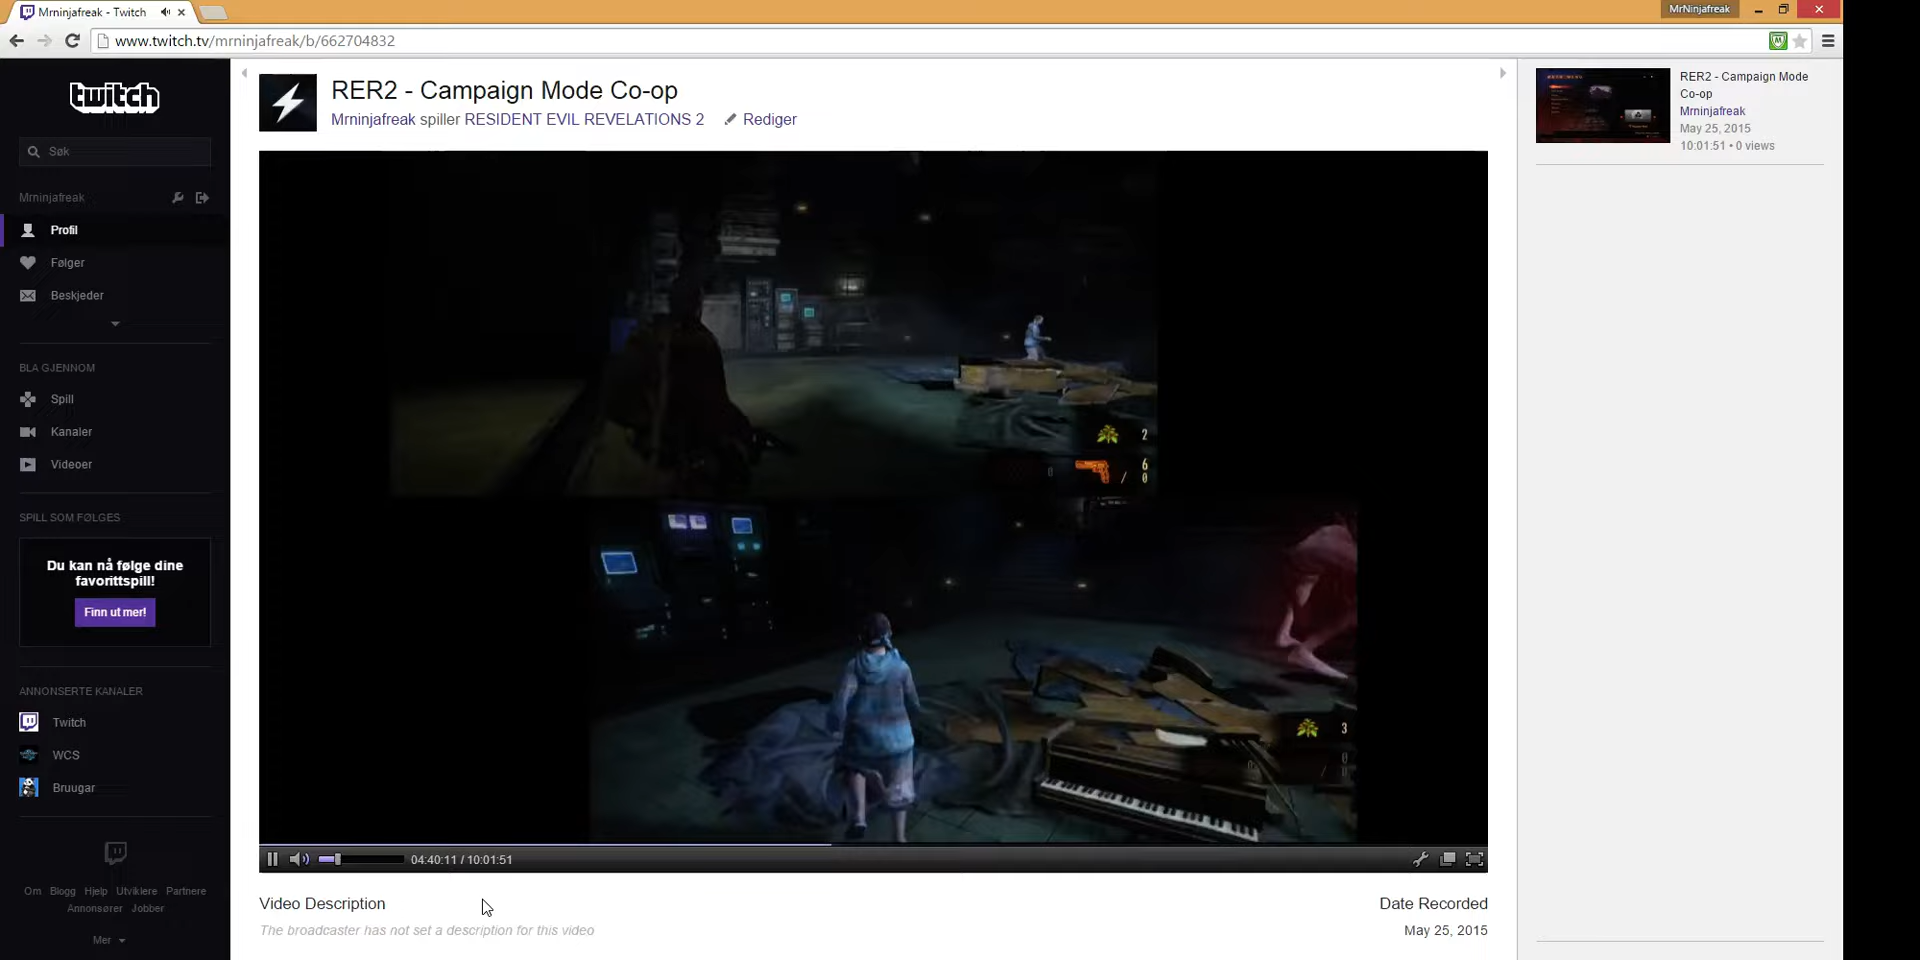 Mrninjafreak - Twitch
MrNinjafreak
www.twitch.tv/mrninjafreak/b/662704832
twitch
Søk
Mrninjafreak
Profil
Følger
Beskjeder
BLA GJENNOM
Spill
Kanaler
Videoer
SPILL SOM FØLGES
Du kan nå følge dine
favorittspill!
Finn ut mer!
ANNONSERTE KANALER
Twitch
WCS
Bruugar
Om Blogg Hjelp Utviklere Partnere
Annonsører Jobber
Mer
RER2 - Campaign Mode Co-op
Mrninjafreak spiller RESIDENT EVIL REVELATIONS 2 Rediger
2
0 6
/ 0
3
0
0 / 0
04:40:11 / 10:01:51
Video Description Date Recorded
The broadcaster has not set a description for this video May 25, 2015
RER2 - Campaign Mode
Co-op
Mrninjafreak
May 25, 2015
10:01:51 • 0 views